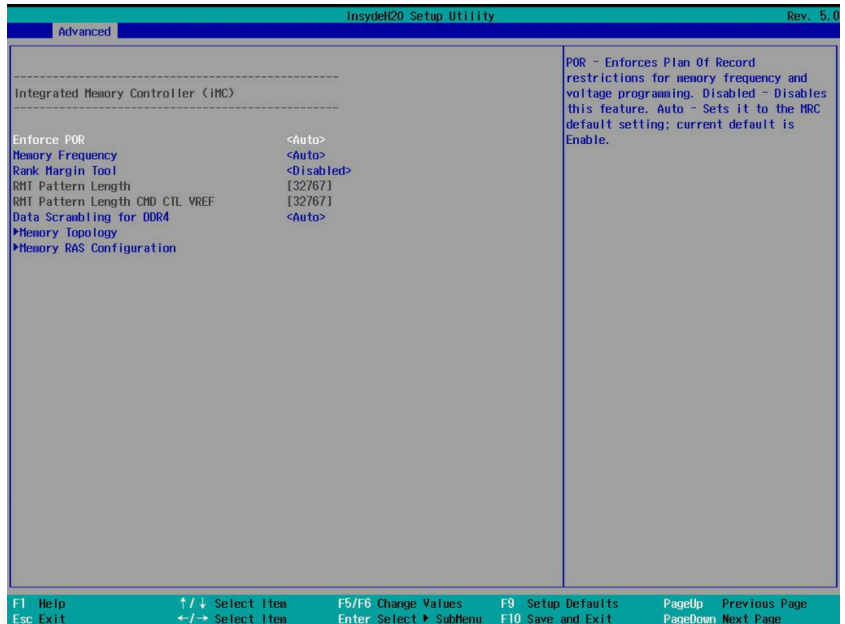 InsydeH2O Setup Utility Rev. 5.0
Advanced
--------------------------------------------------
Integrated Memory Controller (iMC)
--------------------------------------------------
Enforce POR <Auto>
Memory Frequency <Auto>
Rank Margin Tool <Disabled>
RMT Pattern Length [32767]
RMT Pattern Length CMD CTL VREF [32767]
Data Scrambling for DDR4 <Auto>
▶Memory Topology
▶Memory RAS Configuration
POR - Enforces Plan Of Record
restrictions for memory frequency and
voltage programming. Disabled - Disables
this feature. Auto - Sets it to the MRC
default setting; current default is
Enable.
F1 Help ↑/↓ Select Item F5/F6 Change Values F9 Setup Defaults PageUp Previous Page
Esc Exit ←/→ Select Item Enter Select ▶ SubMenu F10 Save and Exit PageDown Next Page